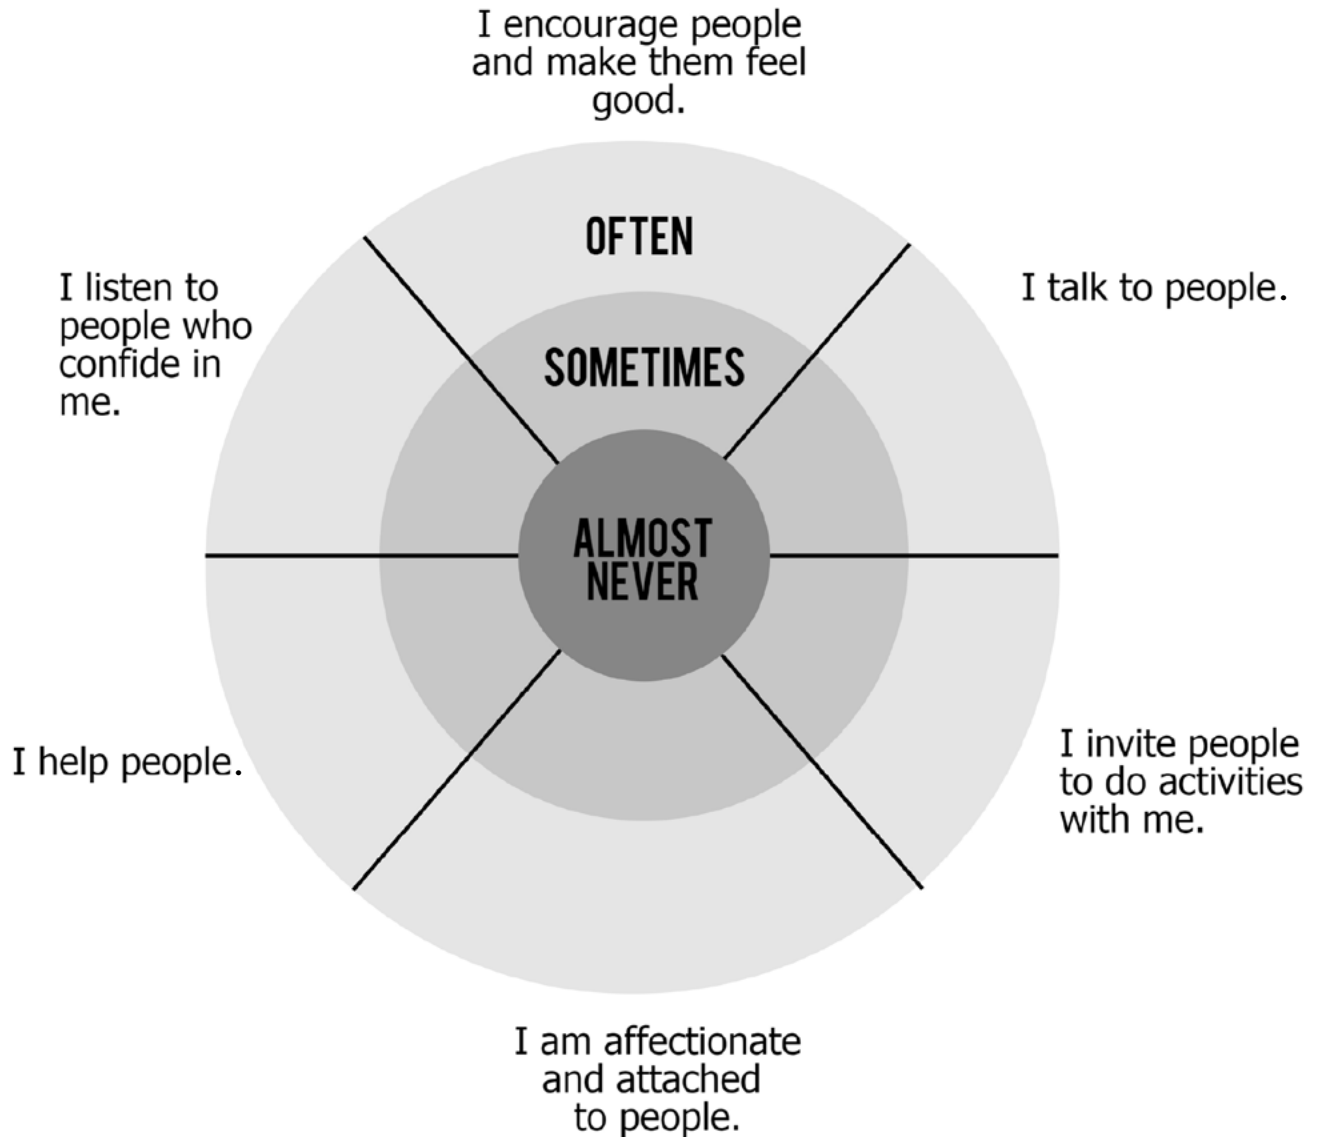 I encourage people
and make them feel
good.
OFTEN
I listen to
people who
confide in
me.
I talk to people.
SOMETIMES
ALMOST
NEVER
I help people.
I invite people
to do activities
with me.
I am affectionate
and attached
to people.